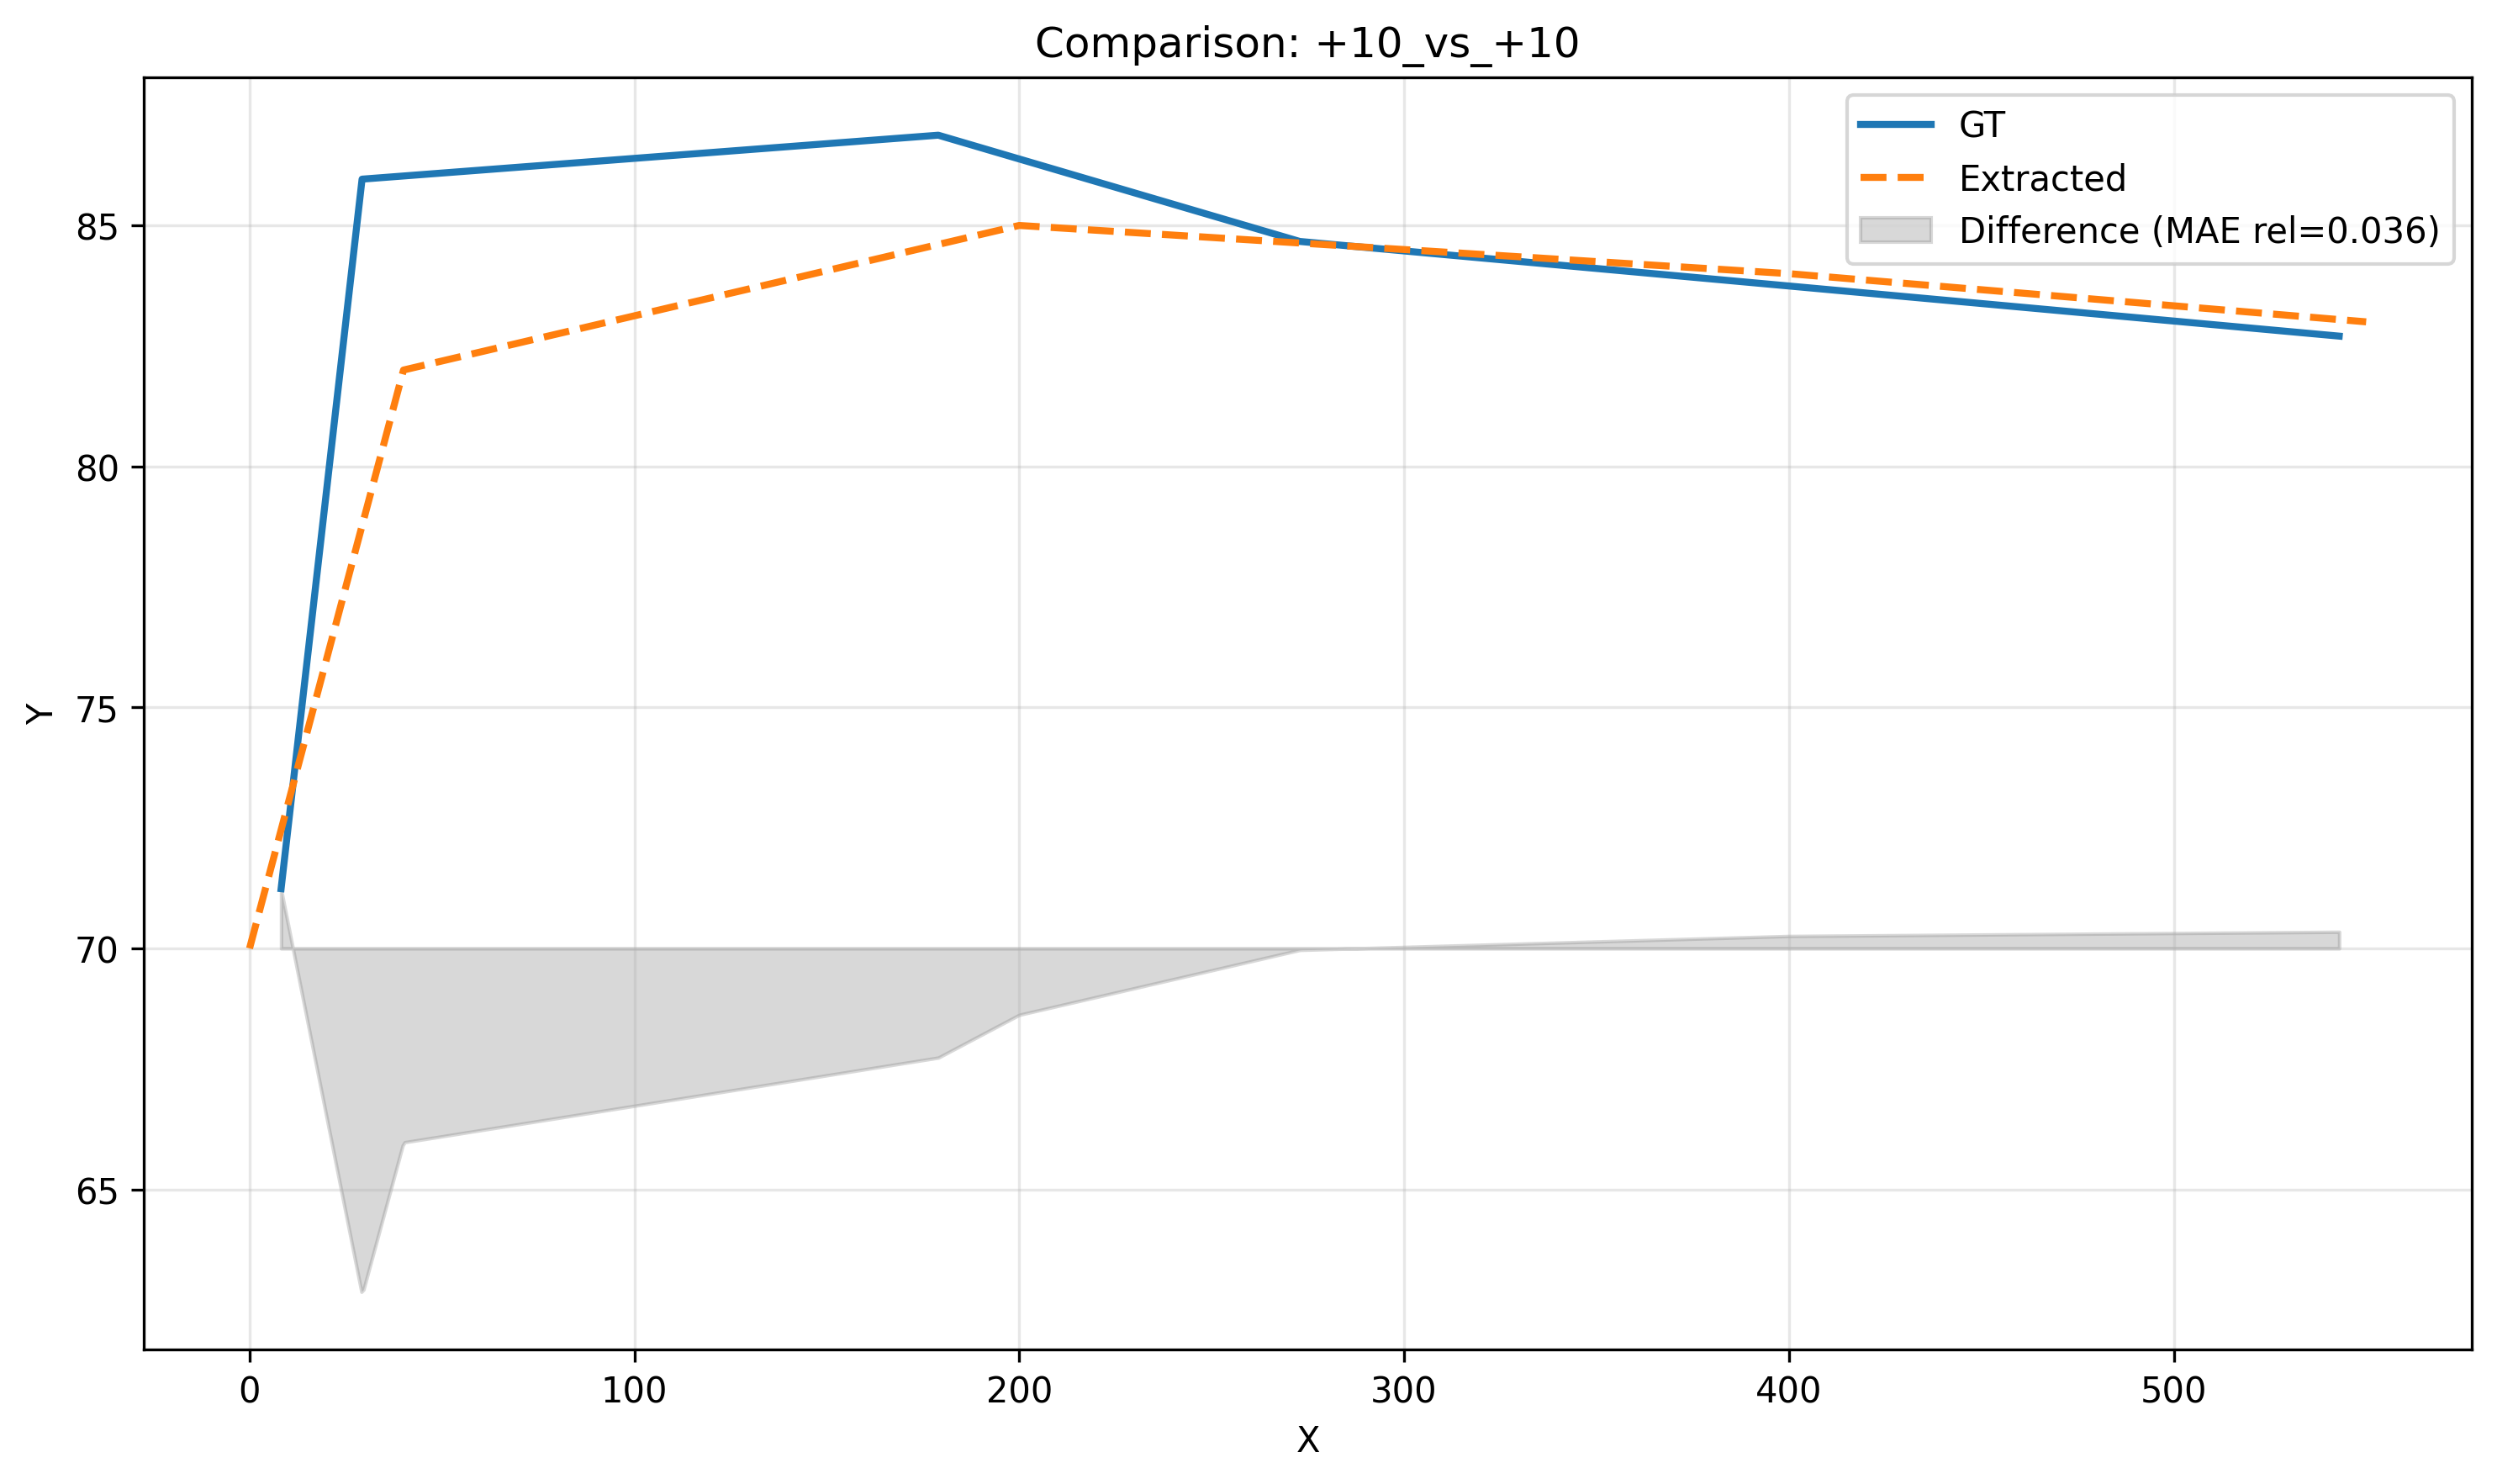 Comparison: +10_vs_+10
GT
Extracted
Difference (MAE rel=0.036)
Y
85
80
75
70
65
0 100 200 300 400 500
X